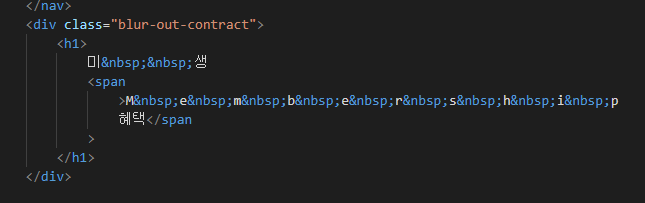 </nav>
<div class="blur-out-contract">
<h1>
미&nbsp;&nbsp;생
<span
>M&nbsp;e&nbsp;m&nbsp;b&nbsp;e&nbsp;r&nbsp;s&nbsp;h&nbsp;i&nbsp;p
혜택</span
>
</h1>
</div>